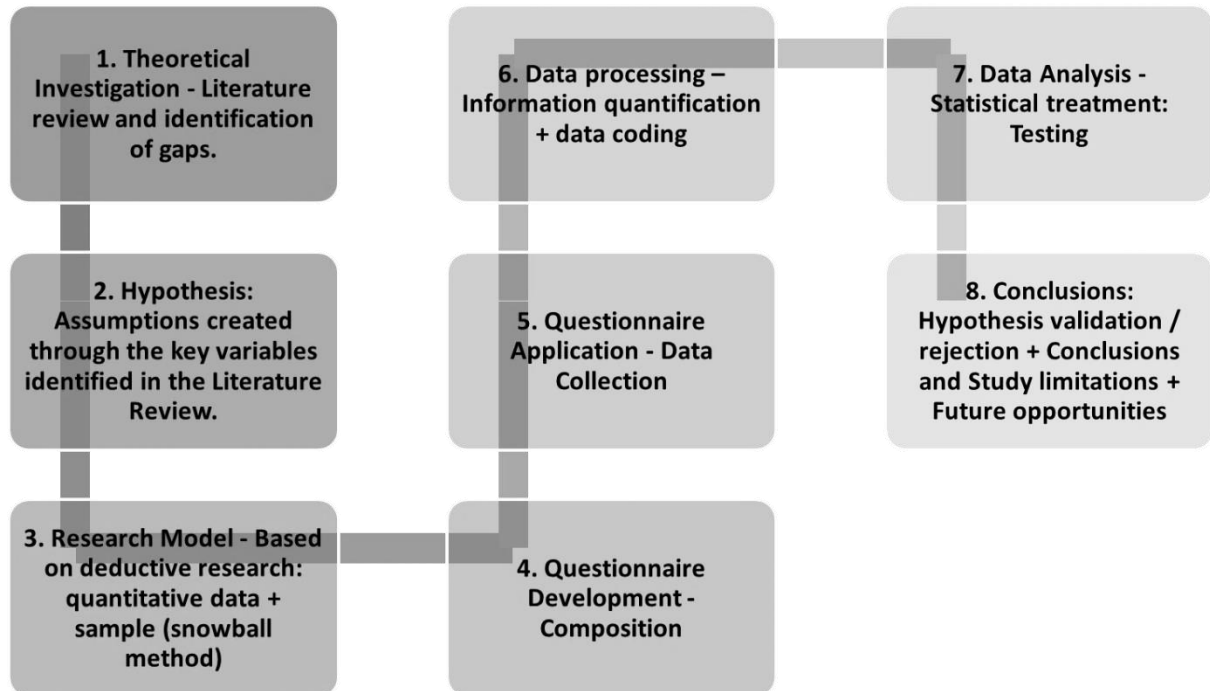 1. Theoretical
Investigation - Literature
review and identification
of gaps.
2. Hypothesis:
Assumptions created
through the key variables
identified in the Literature
Review.
3. Research Model - Based
on deductive research:
quantitative data +
sample (snowball
method)
4. Questionnaire
Development -
Composition
5. Questionnaire
Application - Data
Collection
6. Data processing –
Information quantification
+ data coding
7. Data Analysis -
Statistical treatment:
Testing
8. Conclusions:
Hypothesis validation /
rejection + Conclusions
and Study limitations +
Future opportunities